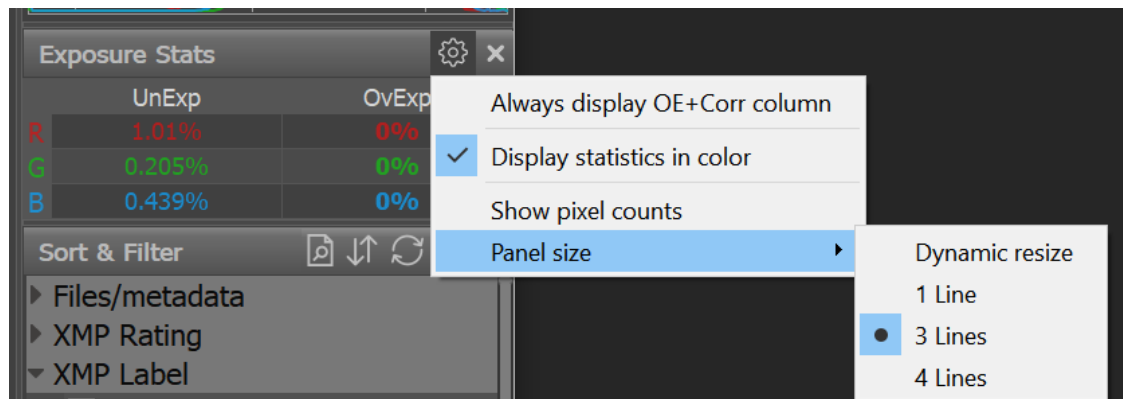 Exposure Stats
UnExp OvExp
R 1.01% 0%
G 0.205% 0%
B 0.439% 0%
Always display OE+Corr column
Display statistics in color
Show pixel counts
Panel size
Dynamic resize
1 Line
3 Lines
4 Lines
Sort & Filter
Files/metadata
XMP Rating
XMP Label